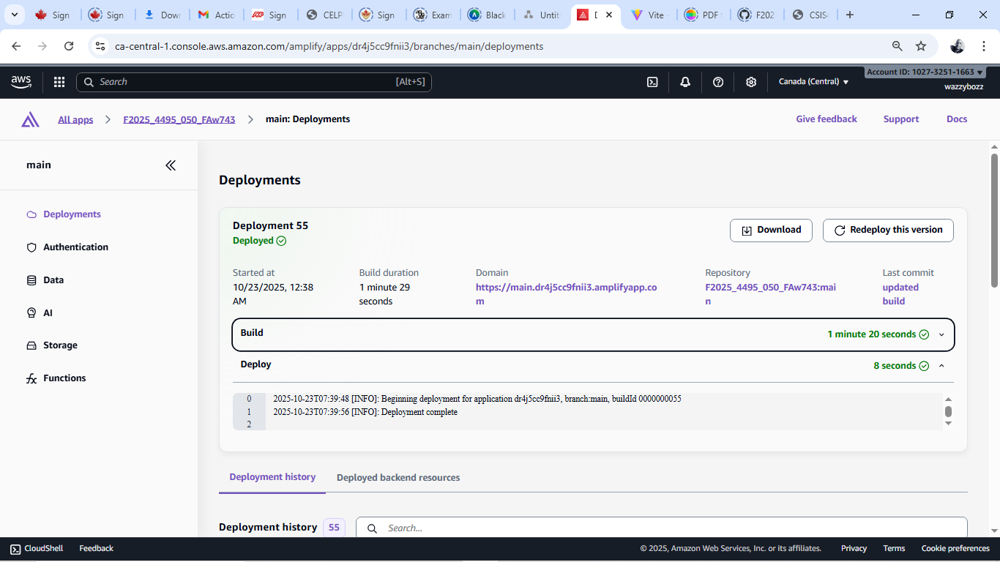 Sign
Sign
Dow
Actio
Sign
CELP
Sign
Exam
Black
Untit
D
Vite
PDF
F202
CSIS
ca-central-1.console.aws.amazon.com/amplify/apps/dr4j5cc9fnii3/branches/main/deployments
aws
Search
[Alt+S]
Canada (Central)
Account ID: 1027-3251-1663
wazzybozz
All apps
F2025_4495_050_FAw743
main: Deployments
Give feedback
Support
Docs
main
Deployments
Authentication
Data
AI
Storage
Functions
Deployments
Deployment 55
Deployed
Download
Redeploy this version
Started at
10/23/2025, 12:38
AM
Build duration
1 minute 29
seconds
Domain
https://main.dr4j5cc9fnii3.amplifyapp.co
m
Repository
F2025_4495_050_FAw743:mai
n
Last commit
updated
build
Build
1 minute 20 seconds
Deploy
8 seconds
0 2025-10-23T07:39:48 [INFO]: Beginning deployment for application dr4j5cc9fnii3, branch:main, buildId 0000000055
1 2025-10-23T07:39:56 [INFO]: Deployment complete
2
Deployment history
Deployed backend resources
Deployment history 55
Search...
CloudShell
Feedback
© 2025, Amazon Web Services, Inc. or its affiliates.
Privacy
Terms
Cookie preferences